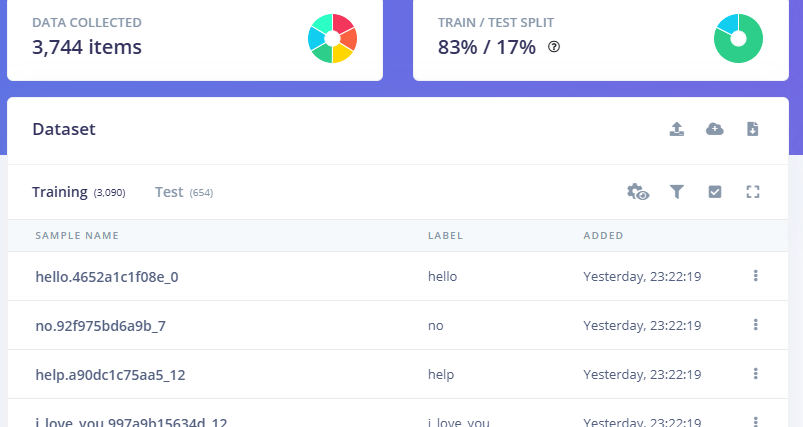 DATA COLLECTED
3,744 items
TRAIN / TEST SPLIT
83% / 17%
Dataset
Training (3,090) Test (654)
SAMPLE NAME LABEL ADDED
hello.4652a1c1f08e_0 hello Yesterday, 23:22:19
no.92f975bd6a9b_7 no Yesterday, 23:22:19
help.a90dc1c75aa5_12 help Yesterday, 23:22:19
i_love_you.997a9b15634d_12 i_love_you Yesterday, 23:22:19